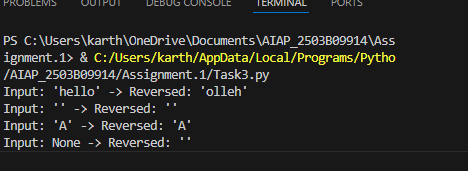 PROBLEMS OUTPUT DEBUG CONSOLE TERMINAL PORTS
PS C:\Users\karth\OneDrive\Documents\AIAP_2503B09914\Ass
ignment.1> & C:/Users/karth/AppData/Local/Programs/Pytho
/AIAP_2503B09914/Assignment.1/Task3.py
Input: 'hello' -> Reversed: 'olleh'
Input: '' -> Reversed: ''
Input: 'A' -> Reversed: 'A'
Input: None -> Reversed: ''